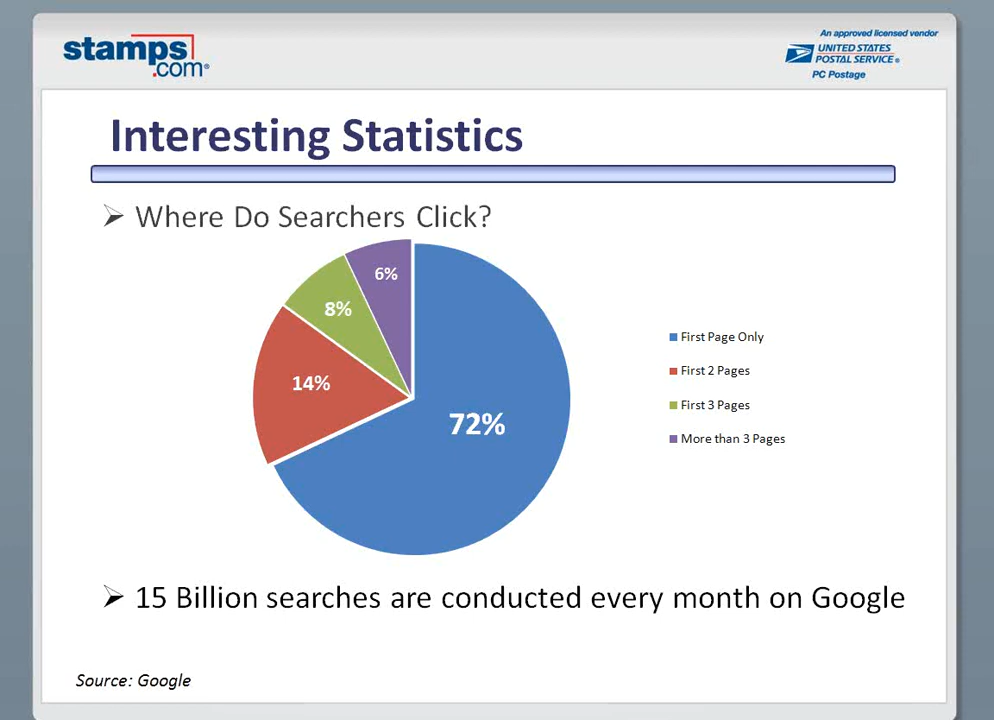 stamps
.com®
An approved licensed vendor
UNITED STATES
POSTAL SERVICE®
PC Postage
Interesting Statistics
Where Do Searchers Click?
6%
8%
14%
72%
First Page Only
First 2 Pages
First 3 Pages
More than 3 Pages
15 Billion searches are conducted every month on Google
Source: Google